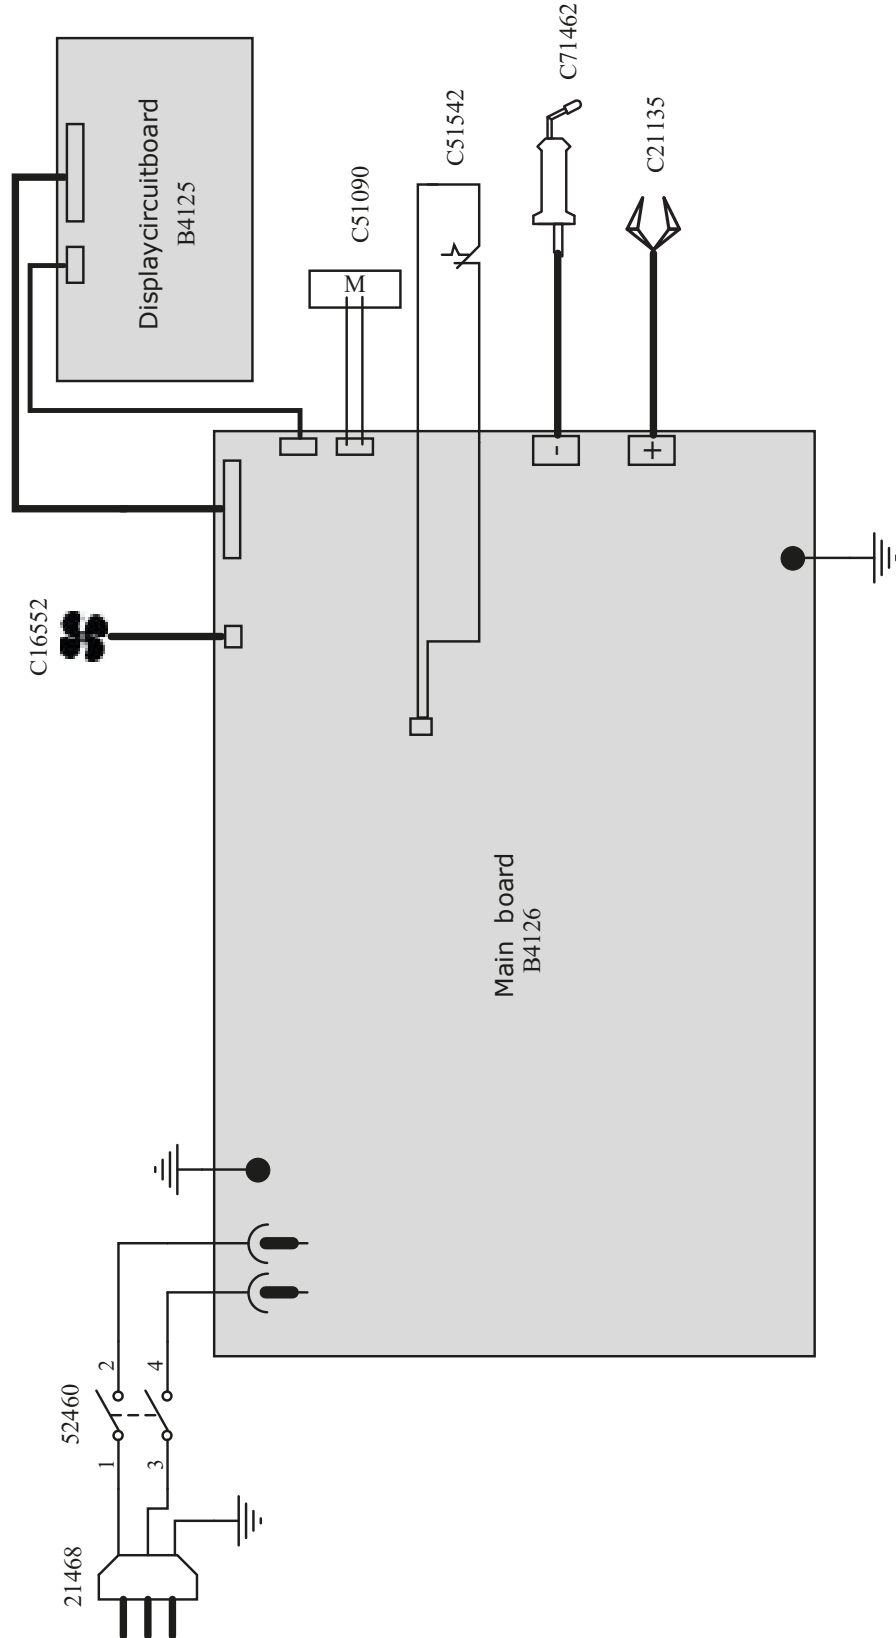 C71462
C51542
C21135
Displaycircuitboard
B4125
C51090
M
-
+
C16552
Main board
B4126
52460
2
4
1
3
21468